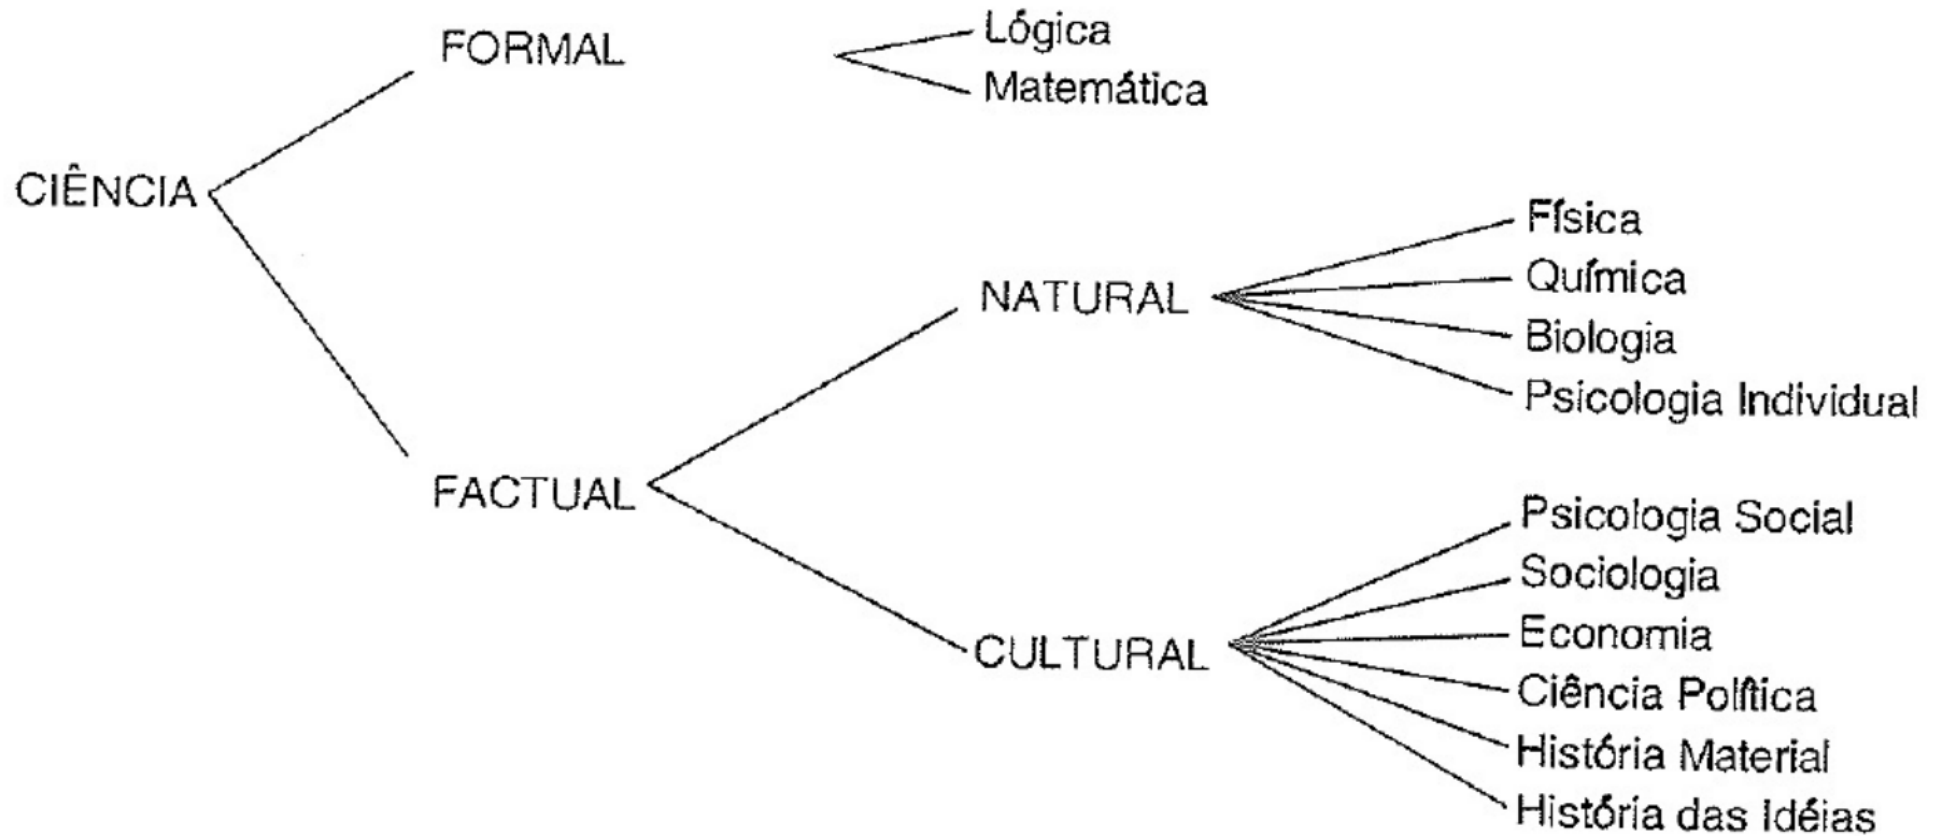 FORMAL
Lógica
Matemática
CIÊNCIA
Física
Química
NATURAL
Biologia
Psicologia Individual
FACTUAL
Psicologia Social
Sociologia
Economia
CULTURAL
Ciência Política
História Material
História das Idéias